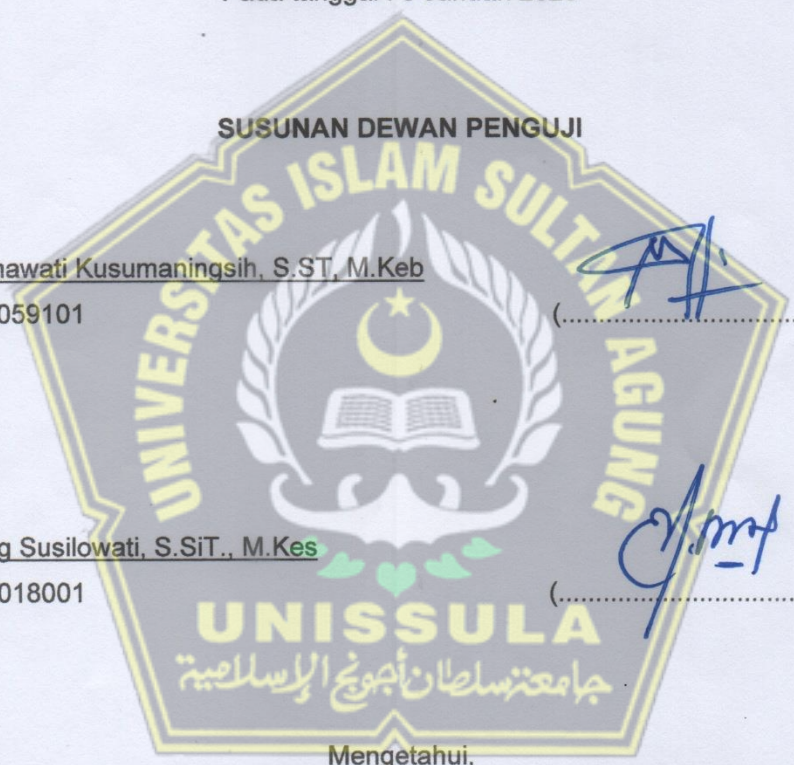 SUSUNAN DEWAN PENGUJI
UNIVERSITAS ISLAM SULTAN AGUNG
nawati Kusumaningsih, S.ST, M.Keb
059101
(..............................
g Susilowati, S.SiT., M.Kes
018001
(..............................
UNISSULA
جامعة سلطان أجونج الإسلامية
Mengetahui,